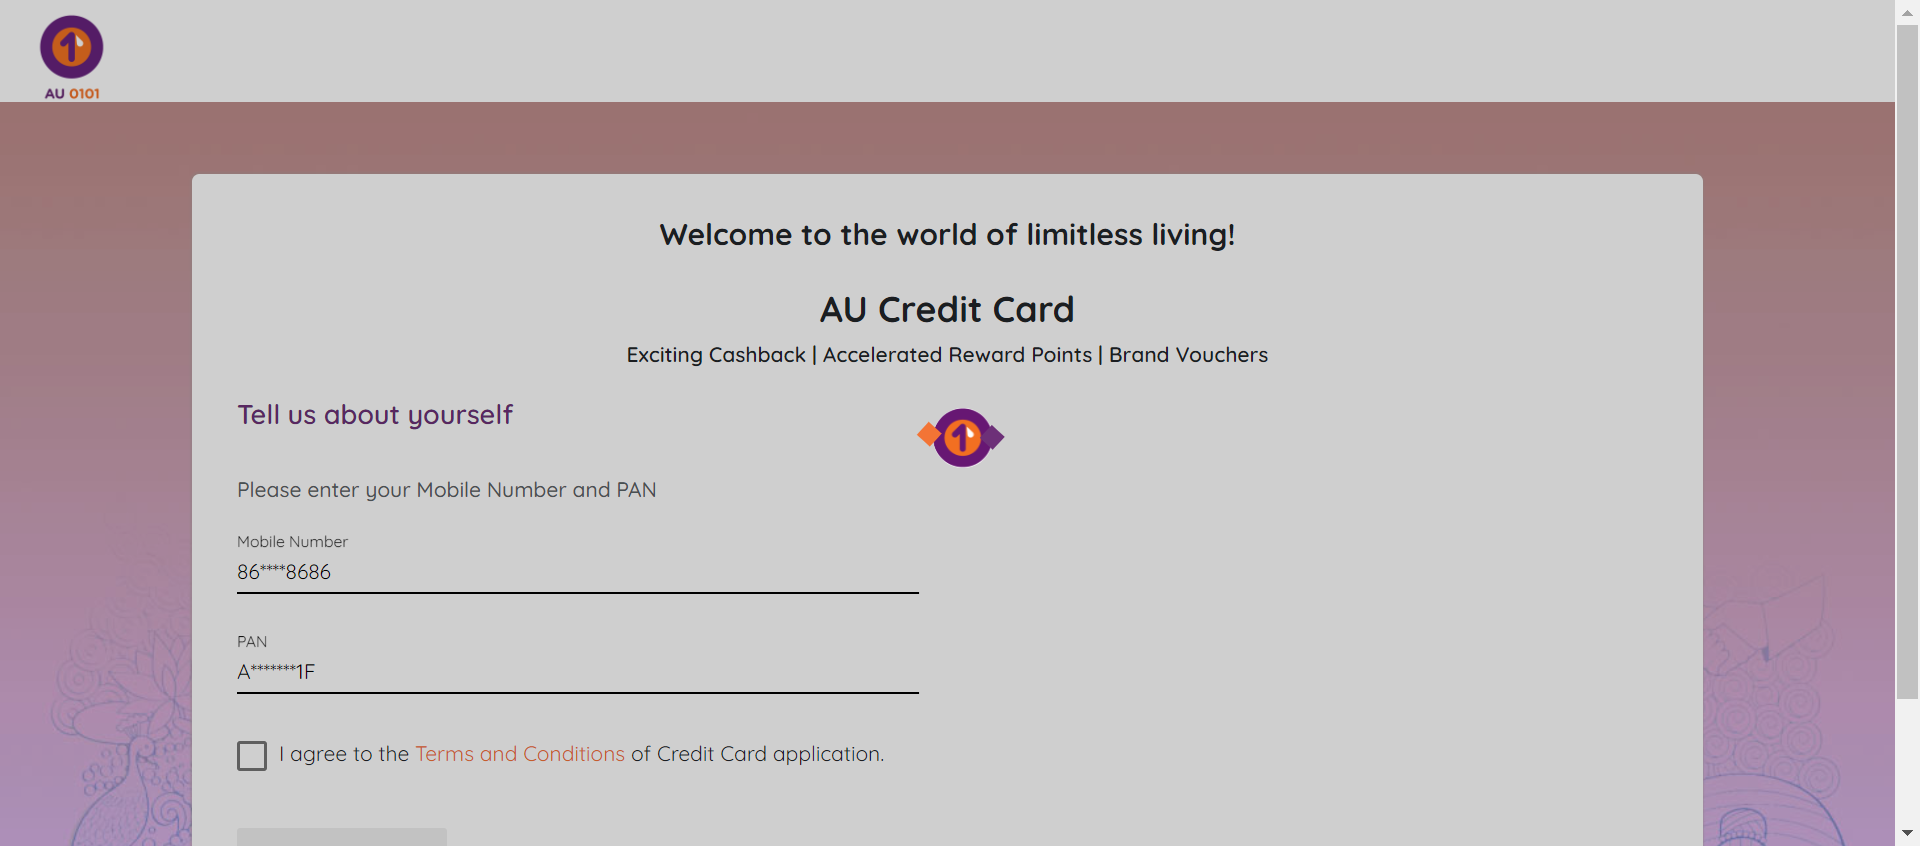 AU 0101
Welcome to the world of limitless living!
AU Credit Card
Exciting Cashback | Accelerated Reward Points | Brand Vouchers
Tell us about yourself
Please enter your Mobile Number and PAN
Mobile Number
86****8686
PAN
A*******1F
I agree to the Terms and Conditions of Credit Card application.